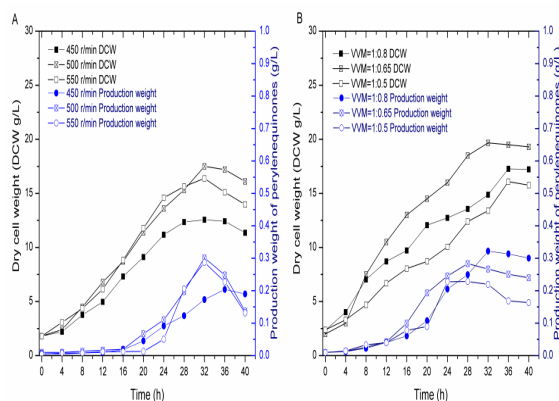 A
30
25
20
15
10
5
0
Dry cell weight (DCW g/L)
450 r/min DCW
500 r/min DCW
550 r/min DCW
450 r/min Production weight
500 r/min Production weight
550 r/min Production weight
1.0
0.9
0.8
0.7
0.6
0.5
0.4
0.3
0.2
0.1
0.0
Production weight of perylenequinones (g/L)
0 4 8 12 16 20 24 28 32 36 40
Time (h)
B
30
25
20
15
10
5
0
Dry cell weight (DCW g/L)
VVM=1:0.8 DCW
VVM=1:0.65 DCW
VVM=1:0.5 DCW
VVM=1:0.8 Production weight
VVM=1:0.65 Production weight
VVM=1:0.5 Production weight
1.0
0.9
0.8
0.7
0.6
0.5
0.4
0.3
0.2
0.1
0.0
Production weight of perylenequinones (g/L)
0 4 8 12 16 20 24 28 32 36 40
Time (h)